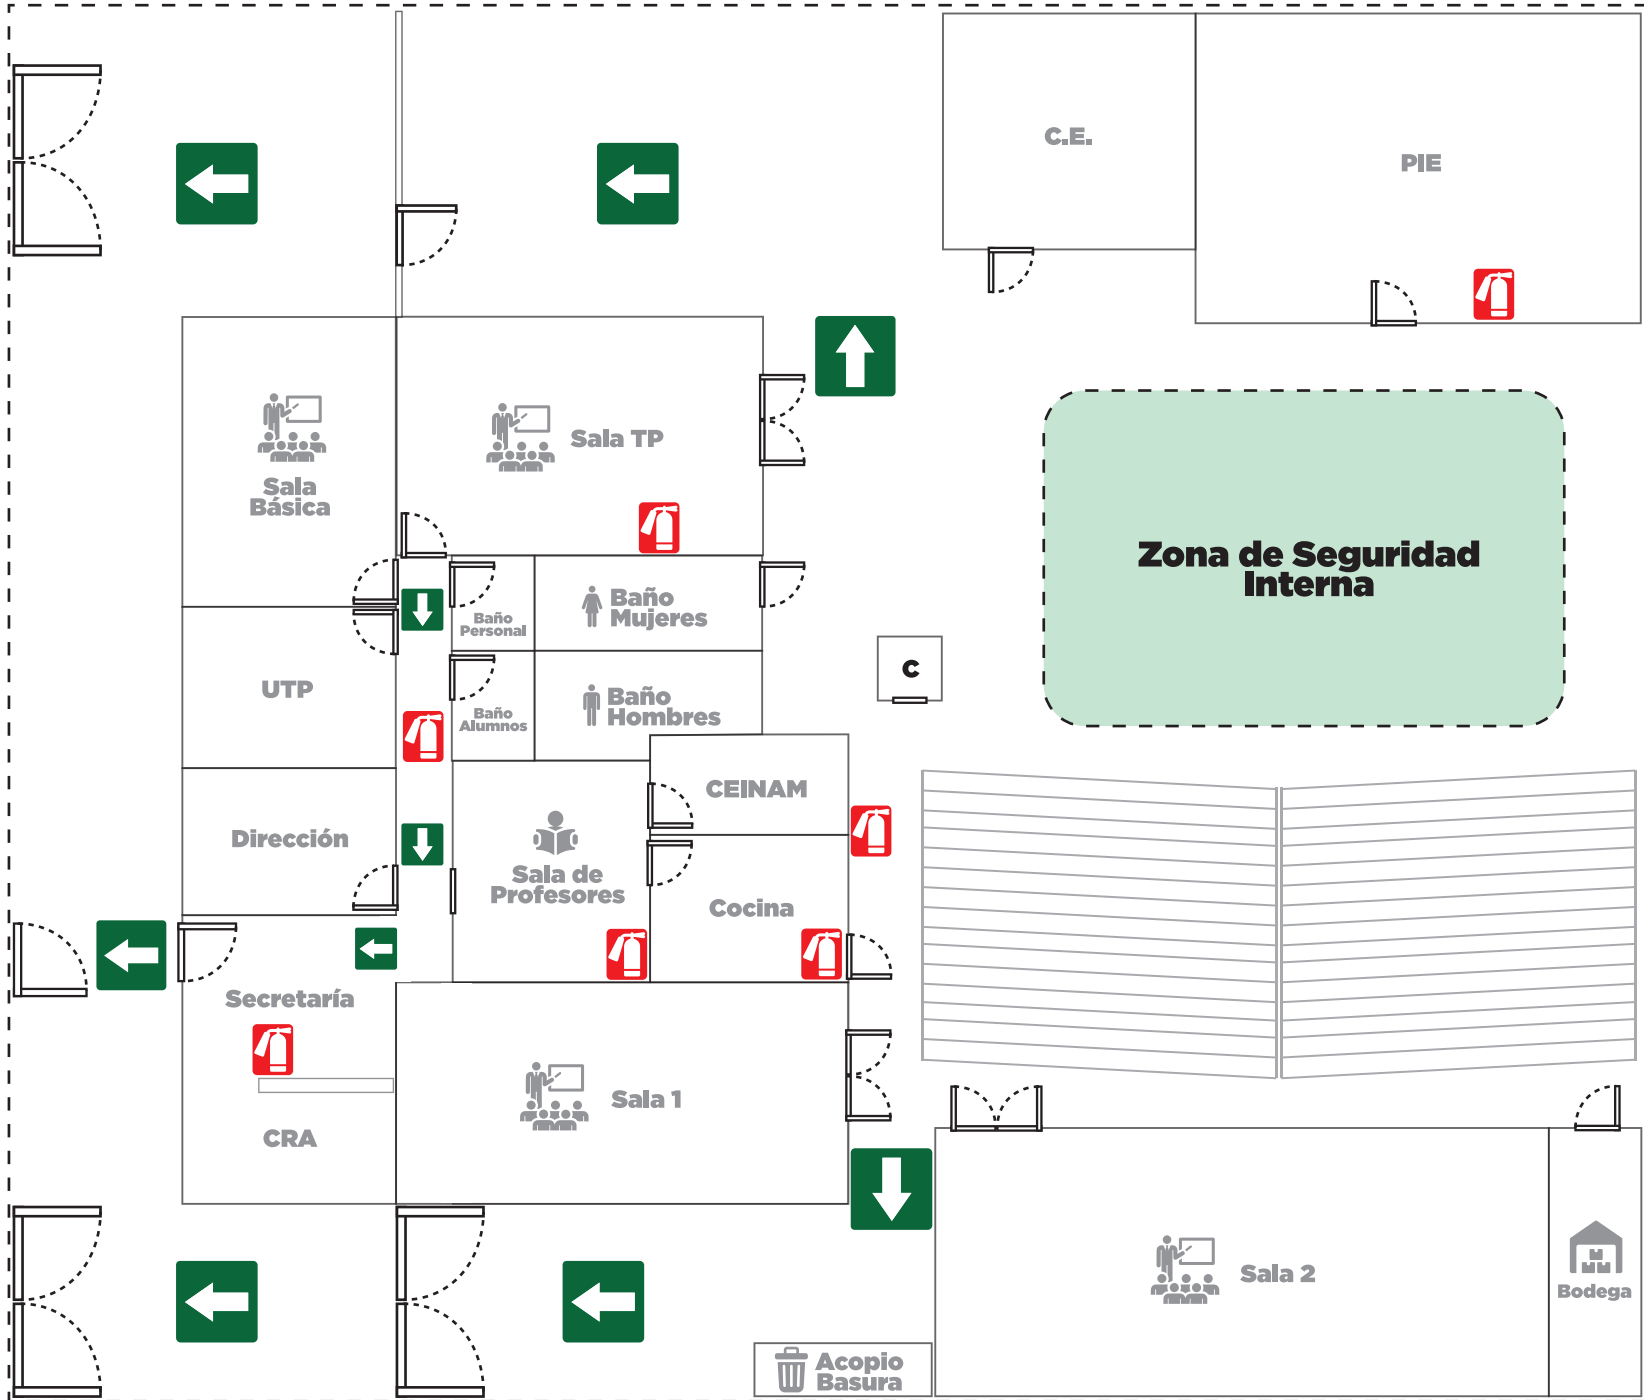 C.E.
PIE
Sala
Básica
Sala TP
Zona de Seguridad
Interna
Baño
Personal
Baño
Mujeres
UTP
Baño
Alumnos
Baño
Hombres
C
CEINAM
Dirección
Sala de
Profesores
Cocina
Secretaría
Sala 1
CRA
Sala 2
Bodega
Acopio
Basura